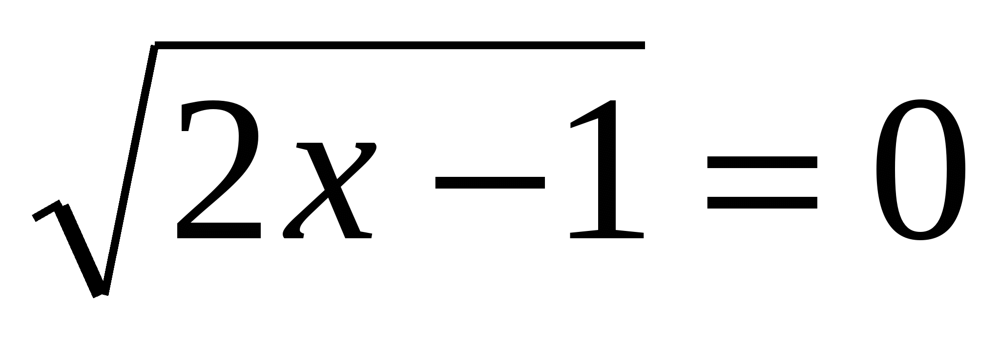 √(2x − 1) = 0